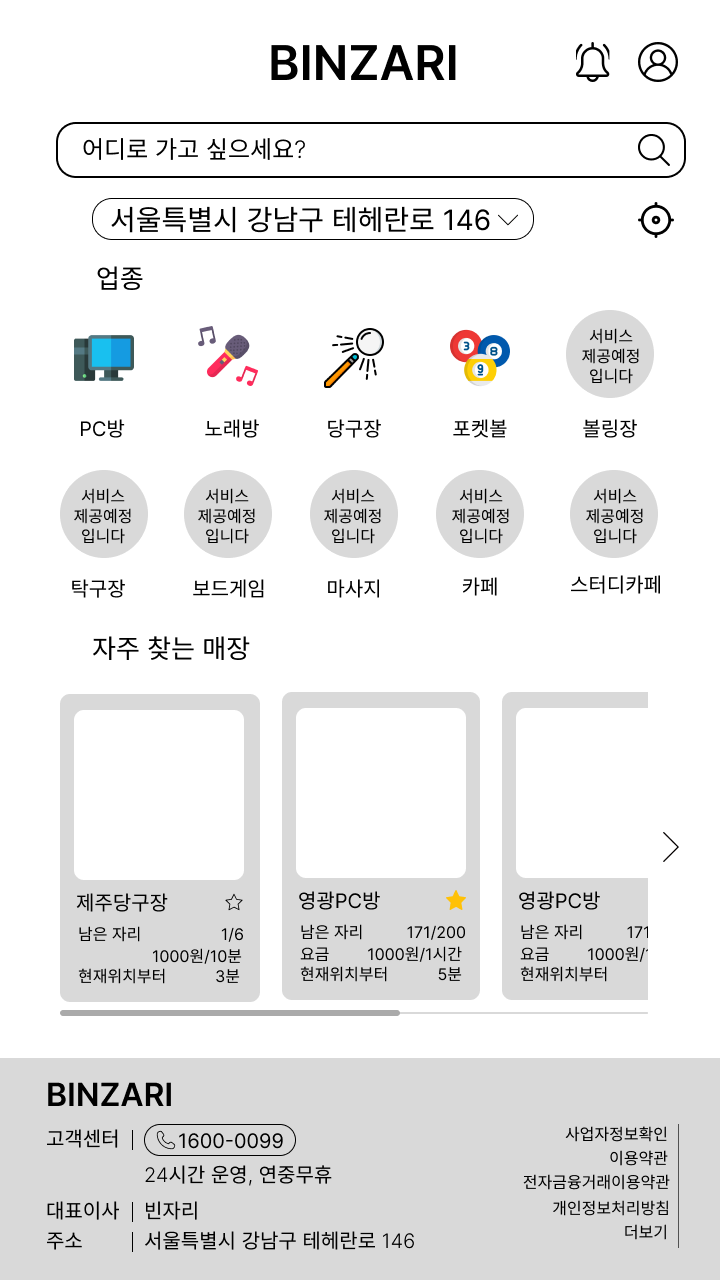 BINZARI
어디로 가고 싶으세요?
서울특별시 강남구 테헤란로 146
업종
3
8
9
서비스
제공예정
입니다
PC방
노래방
당구장
포켓볼
볼링장
서비스
제공예정
입니다
서비스
제공예정
입니다
서비스
제공예정
입니다
서비스
제공예정
입니다
서비스
제공예정
입니다
탁구장
보드게임
마사지
카페
스터디카페
자주 찾는 매장
제주당구장
남은 자리 1/6
1000원/10분
현재위치부터 3분
영광PC방
남은 자리 171/200
요금 1000원/1시간
현재위치부터 5분
영광PC방
남은 자리 171
요금 1000원/
현재위치부터
BINZARI
고객센터 1600-0099
24시간 운영, 연중무휴
대표이사 빈자리
주소 서울특별시 강남구 테헤란로 146
사업자정보확인
이용약관
전자금융거래이용약관
개인정보처리방침
더보기